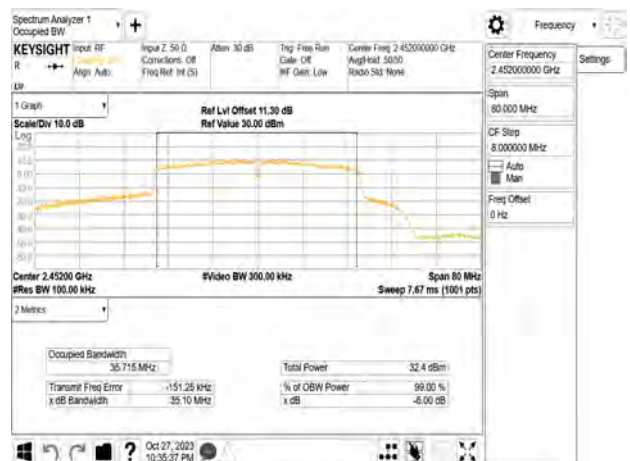 Spectrum Analyzer 1
Occupied BW
Frequency
Settings
KEYSIGHT
R
Input: RF
Align: Auto
Input Z: 50 Ω
Corrections: Off
Freq Ref: Int (S)
Atten: 30 dB
Trig: Free Run
Gate: Off
#IF Gain: Low
Center Freq: 2.452000000 GHz
Avg|Hold: 50/50
Radio Std: None
Center Frequency
2.452000000 GHz
Span
80.000 MHz
CF Step
8.000000 MHz
Auto
Man
Freq Offset
0 Hz
1 Graph
Scale/Div 10.0 dB
Ref Lvl Offset 11.30 dB
Ref Value 30.00 dBm
Log
Center 2.45200 GHz
#Res BW 100.00 kHz
#Video BW 300.00 kHz
Span 80 MHz
Sweep 7.67 ms (1001 pts)
2 Metrics
Occupied Bandwidth
35.715 MHz
Total Power
32.4 dBm
Transmit Freq Error
-151.25 kHz
% of OBW Power
99.00 %
x dB Bandwidth
35.10 MHz
x dB
-6.00 dB
Oct 27, 2023
10:35:37 PM